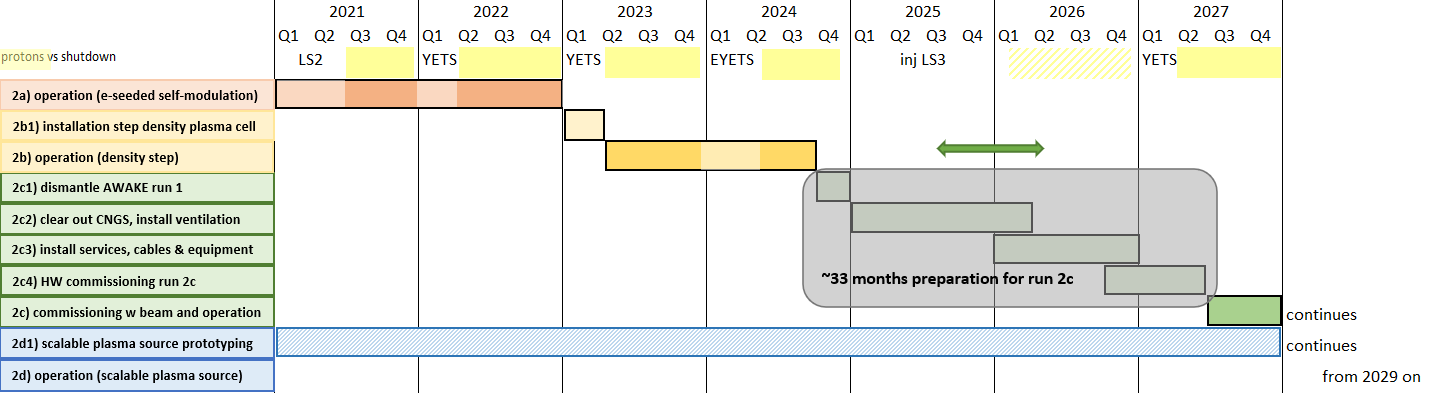 2021 2022 2023 2024 2025 2026 2027
Q1 Q2 Q3 Q4 Q1 Q2 Q3 Q4 Q1 Q2 Q3 Q4 Q1 Q2 Q3 Q4 Q1 Q2 Q3 Q4 Q1 Q2 Q3 Q4 Q1 Q2 Q3 Q4
protons vs shutdown LS2 YETS YETS EYETS inj LS3 YETS
2a) operation (e-seeded self-modulation)
2b1) installation step density plasma cell
2b) operation (density step)
2c1) dismantle AWAKE run 1
2c2) clear out CNGS, install ventilation
2c3) install services, cables & equipment
2c4) HW commissioning run 2c ~33 months preparation for run 2c
2c) commissioning w beam and operation continues
2d1) scalable plasma source prototyping continues
2d) operation (scalable plasma source) from 2029 on